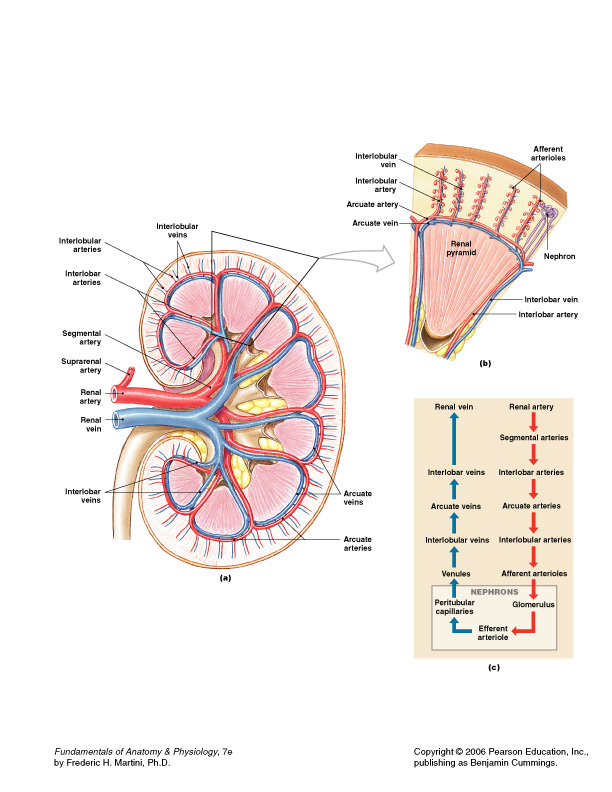 Interlobular
veins
Interlobular
arteries
Interlobar
arteries
Segmental
artery
Suprarenal
artery
Renal
artery
Renal
vein
Interlobar
veins
Arcuate
veins
Arcuate
arteries
(a)
Interlobular
vein
Interlobular
artery
Arcuate artery
Arcuate vein
Afferent
arterioles
Renal
pyramid
Nephron
Interlobar vein
Interlobar artery
(b)
Renal vein
Renal artery
Segmental arteries
Interlobar veins
Interlobar arteries
Arcuate veins
Arcuate arteries
Interlobular veins
Interlobular arteries
Venules
Afferent arterioles
NEPHRONS
Peritubular
capillaries
Glomerulus
Efferent
arteriole
(c)
Fundamentals of Anatomy & Physiology, 7e
by Frederic H. Martini, Ph.D.
Copyright © 2006 Pearson Education, Inc.,
publishing as Benjamin Cummings.